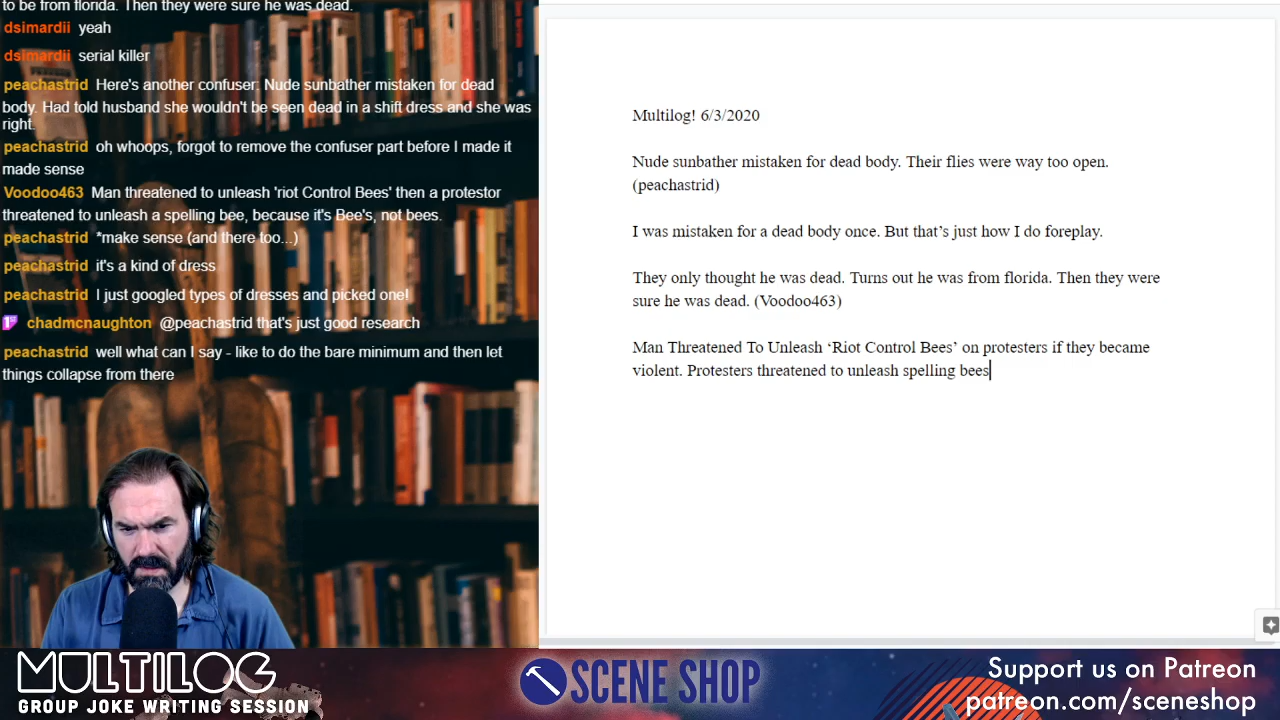 to be from florida. Then they were sure he was dead.
dsimardii yeah
dsimardii serial killer
peachastrid Here's another confuser: Nude sunbather mistaken for dead
body. Had told husband she wouldn't be seen dead in a shift dress and she was
right.
peachastrid oh whoops, forgot to remove the confuser part before I made it
made sense
Voodoo463 Man threatened to unleash 'riot Control Bees' then a protestor
threatened to unleash a spelling bee, because it's Bee's, not bees.
peachastrid *make sense (and there too...)
peachastrid it's a kind of dress
peachastrid I just googled types of dresses and picked one!
chadmcnaughton @peachastrid that's just good research
peachastrid well what can I say - like to do the bare minimum and then let
things collapse from there
Multilog! 6/3/2020
Nude sunbather mistaken for dead body. Their flies were way too open.
(peachastrid)
I was mistaken for a dead body once. But that’s just how I do foreplay.
They only thought he was dead. Turns out he was from florida. Then they were
sure he was dead. (Voodoo463)
Man Threatened To Unleash ‘Riot Control Bees’ on protesters if they became
violent. Protesters threatened to unleash spelling bees
MULTILOG
GROUP JOKE WRITING SESSION
SCENE SHOP
Support us on Patreon
patreon.com/sceneshop